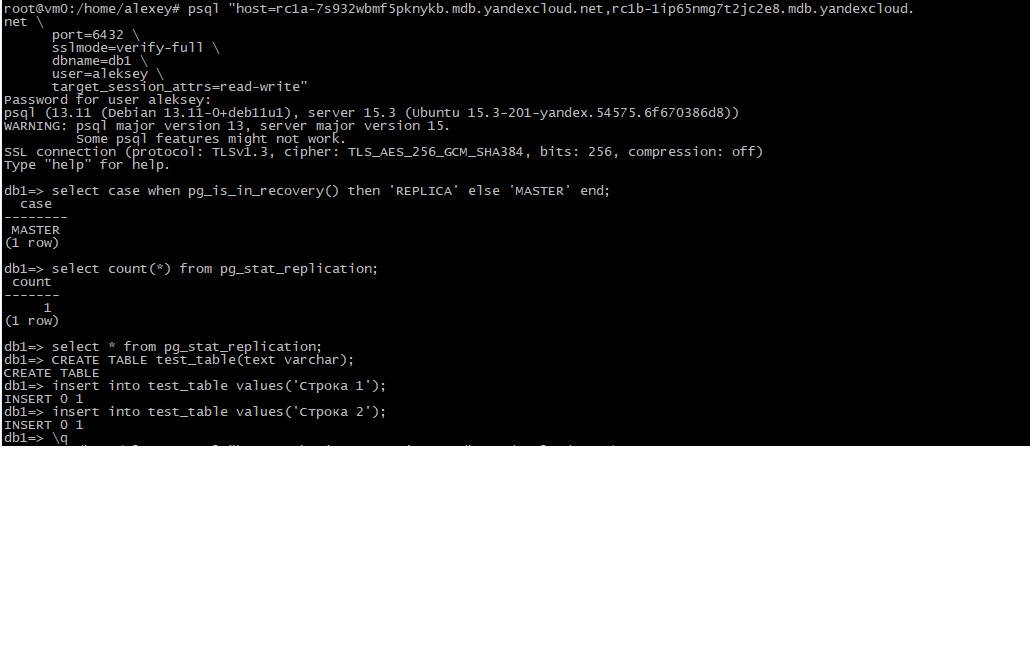 root@vm0:/home/alexey# psql "host=rc1a-7s932wbmf5pknykb.mdb.yandexcloud.net,rc1b-1ip65nmg7t2jc2e8.mdb.yandexcloud.
net \
port=6432 \
sslmode=verify-full \
dbname=db1 \
user=aleksey \
target_session_attrs=read-write"
Password for user aleksey:
psql (13.11 (Debian 13.11-0+deb11u1), server 15.3 (Ubuntu 15.3-201-yandex.54575.6f670386d8))
WARNING: psql major version 13, server major version 15.
Some psql features might not work.
SSL connection (protocol: TLSv1.3, cipher: TLS_AES_256_GCM_SHA384, bits: 256, compression: off)
Type "help" for help.
db1=> select case when pg_is_in_recovery() then 'REPLICA' else 'MASTER' end;
case
--------
MASTER
(1 row)
db1=> select count(*) from pg_stat_replication;
count
-------
1
(1 row)
db1=> select * from pg_stat_replication;
db1=> CREATE TABLE test_table(text varchar);
CREATE TABLE
db1=> insert into test_table values('Строка 1');
INSERT 0 1
db1=> insert into test_table values('Строка 2');
INSERT 0 1
db1=> \q